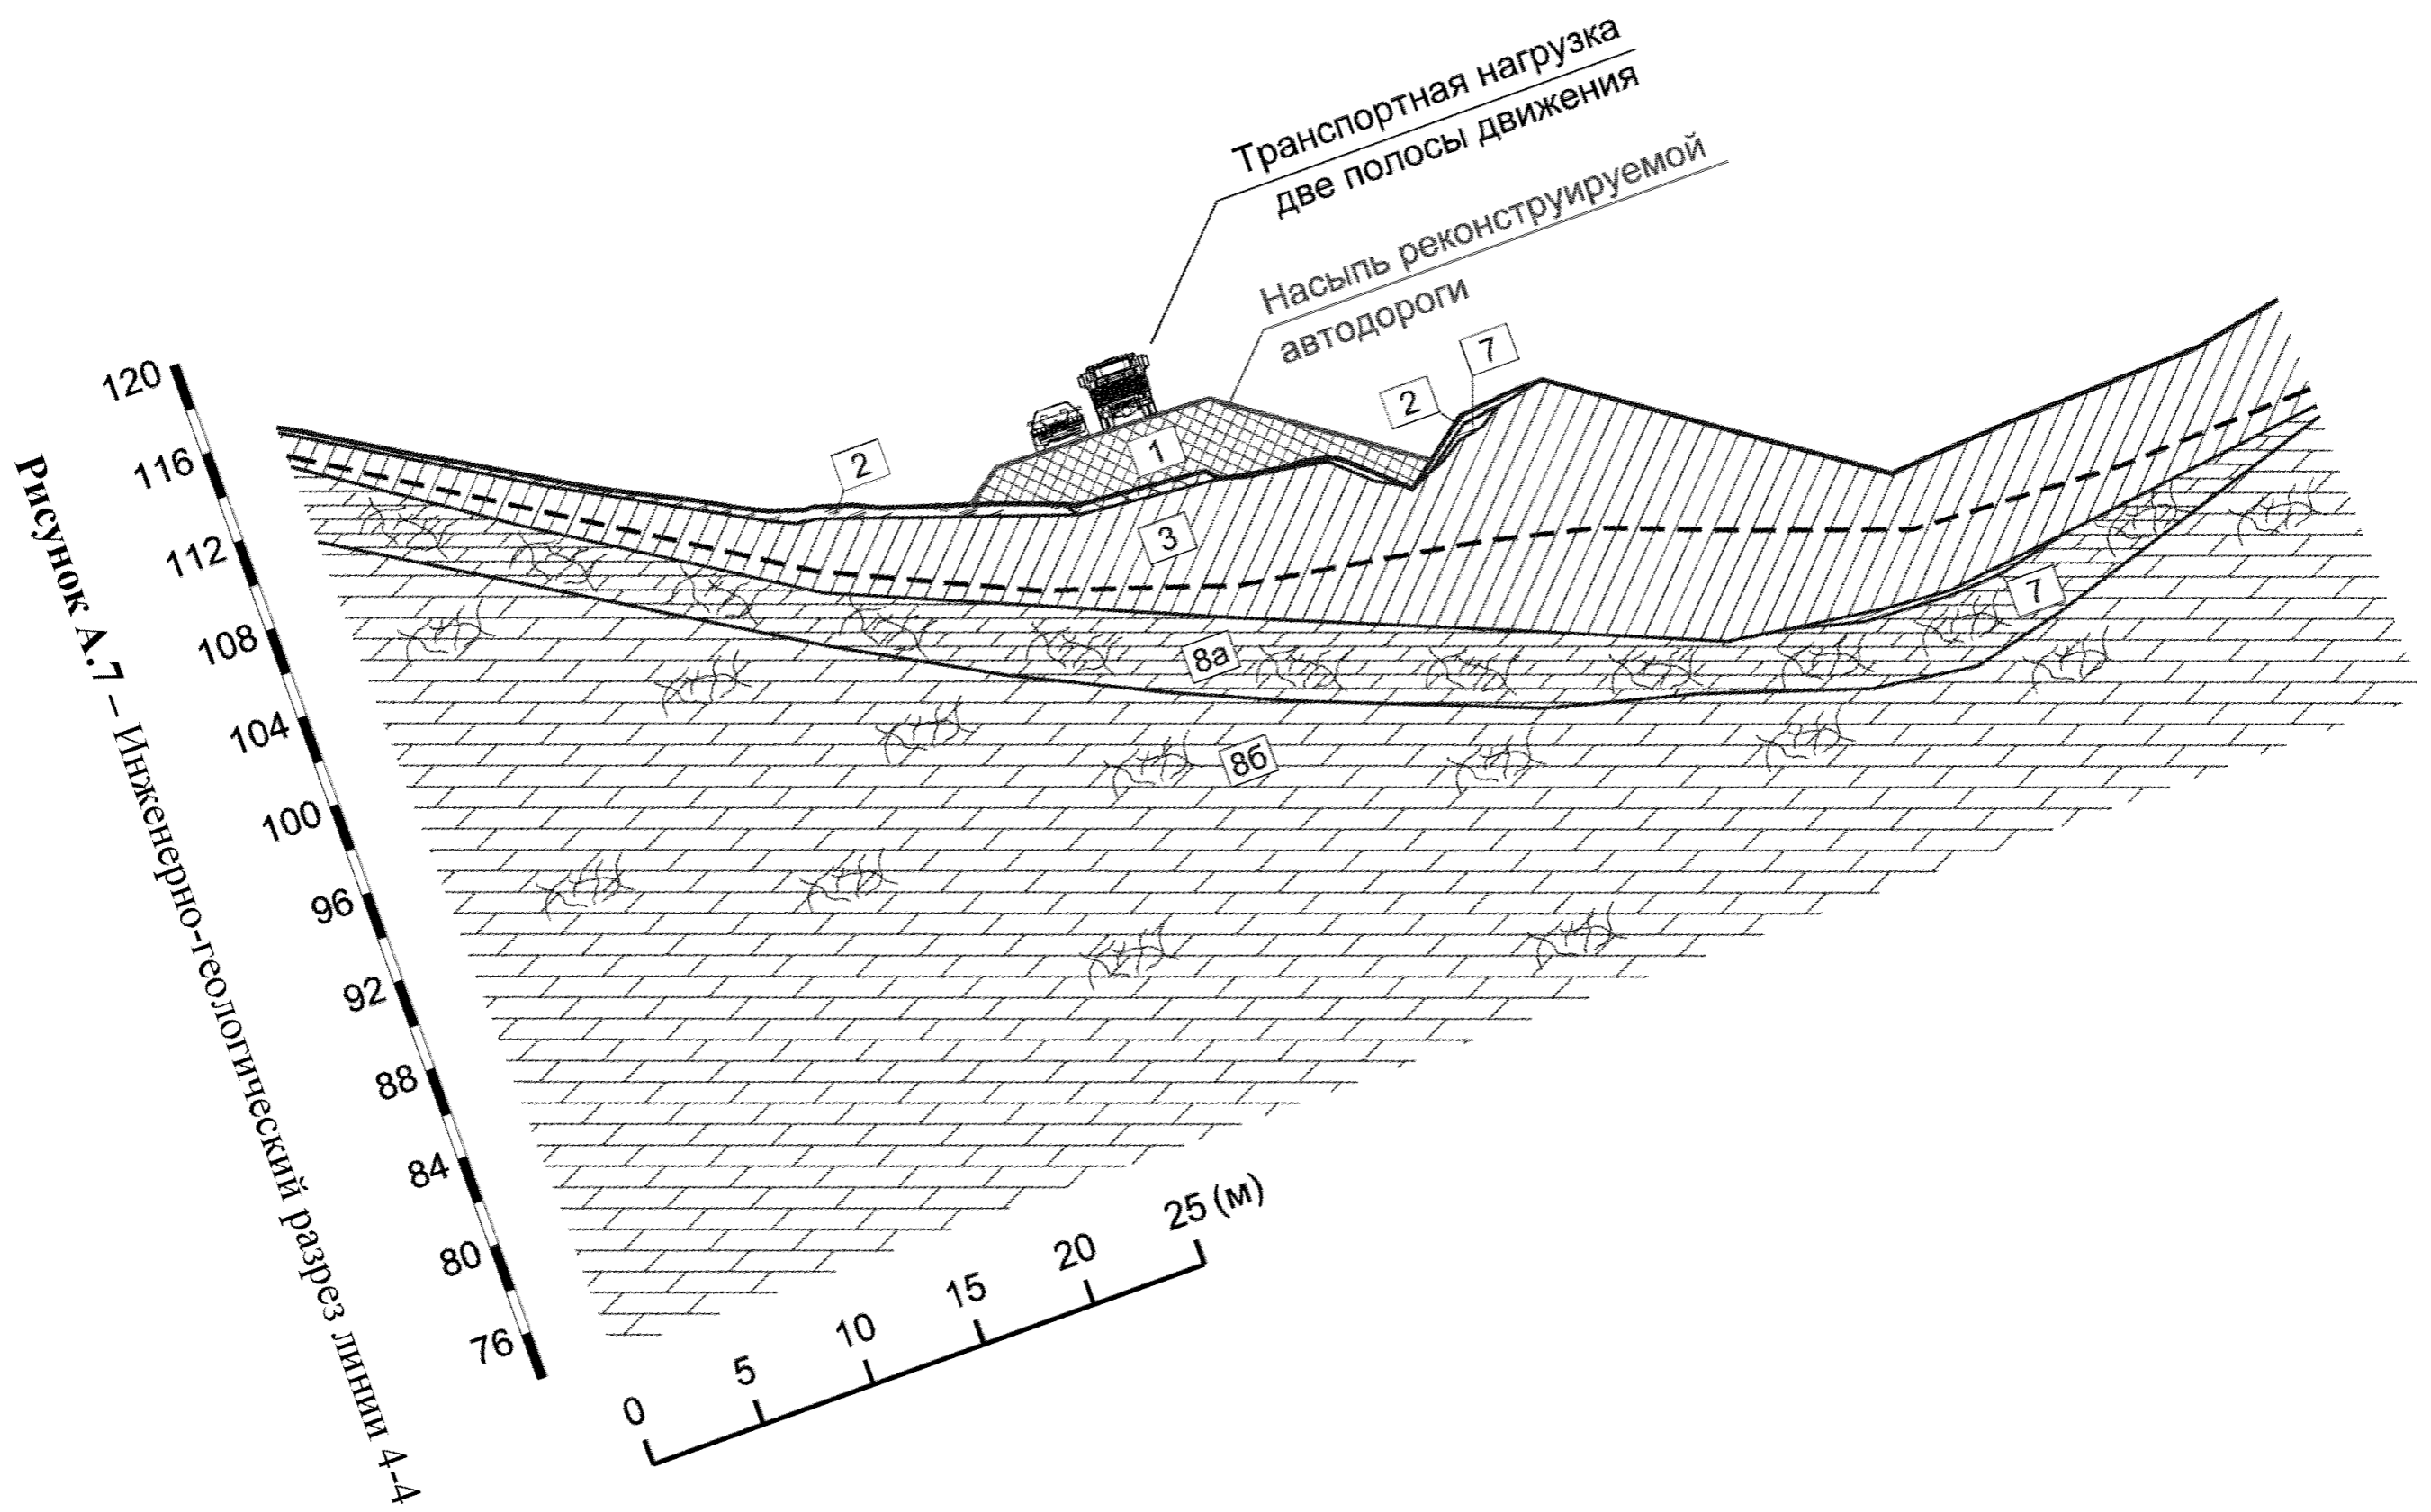 Транспортная нагрузка
две полосы движения
Насыпь реконструируемой
автодороги
7
2
1
2
3
7
8а
8б
120
116
112
108
104
100
96
92
88
84
80
76
0
5
10
15
20
25 (м)
Рисунок А.7 – Инженерно-геологический разрез линии 4-4